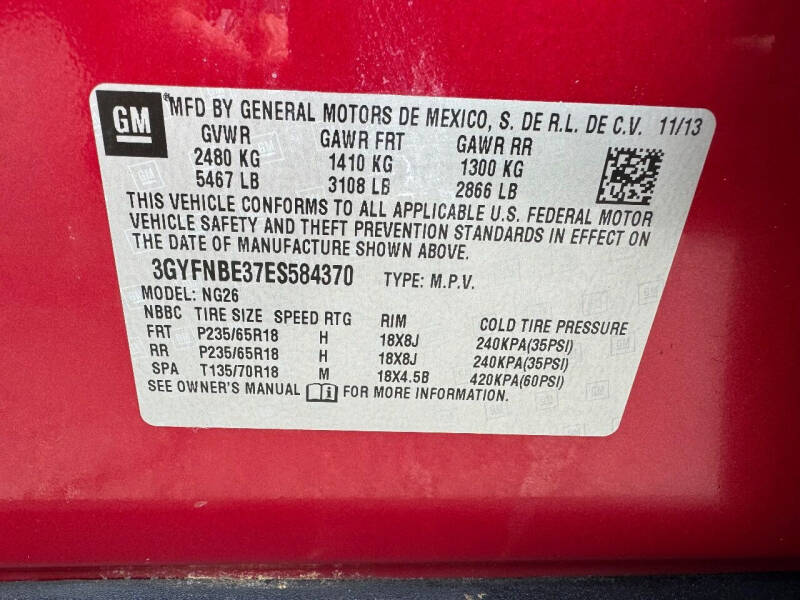 GM MFD BY GENERAL MOTORS DE MEXICO, S. DE R.L. DE C.V. 11/13
GVWR GAWR FRT GAWR RR
2480 KG 1410 KG 1300 KG
5467 LB 3108 LB 2866 LB
THIS VEHICLE CONFORMS TO ALL APPLICABLE U.S. FEDERAL MOTOR
VEHICLE SAFETY AND THEFT PREVENTION STANDARDS IN EFFECT ON
THE DATE OF MANUFACTURE SHOWN ABOVE.
3GYFNBE37ES584370 TYPE: M.P.V.
MODEL: NG26
NBBC TIRE SIZE SPEED RTG RIM COLD TIRE PRESSURE
FRT P235/65R18 H 18X8J 240KPA(35PSI)
RR P235/65R18 H 18X8J 240KPA(35PSI)
SPA T135/70R18 M 18X4.5B 420KPA(60PSI)
SEE OWNER'S MANUAL FOR MORE INFORMATION.